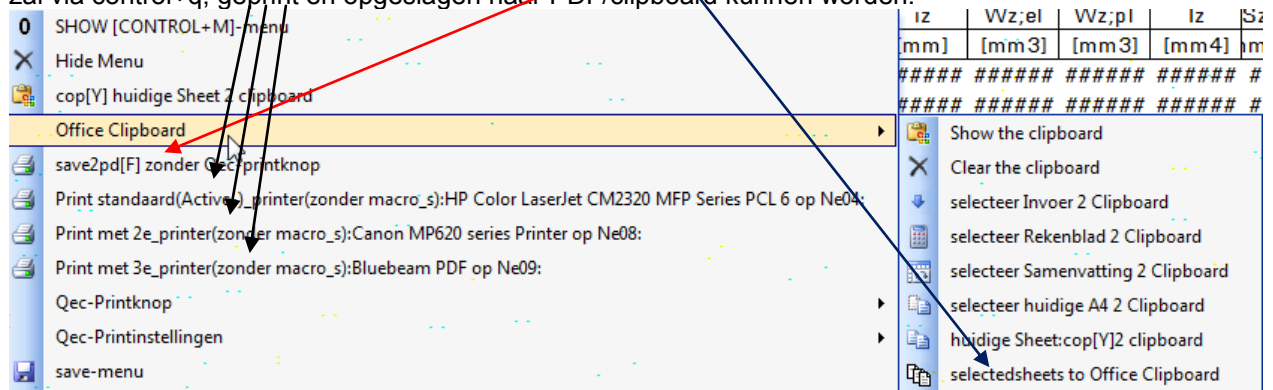 zal via control+q, geprint en opgeslagen naar PDF/clipboard kunnen worden.
0 SHOW [CONTROL+M]-menu
Hide Menu
cop[Y] huidige Sheet 2 clipboard
Office Clipboard
save2pd[F] zonder Qec-printknop
Print standaard(Active )_printer(zonder macro_s):HP Color LaserJet CM2320 MFP Series PCL 6 op Ne04:
Print met 2e_printer(zonder macro_s):Canon MP620 series Printer op Ne08:
Print met 3e_printer(zonder macro_s):Bluebeam PDF op Ne09:
Qec-Printknop
Qec-Printinstellingen
save-menu
Iz Wz;el Wz;pl Iz
[mm] [mm3] [mm3] [mm4]
##### ###### ###### ###### #
##### ###### ###### ###### #
Show the clipboard
Clear the clipboard
selecteer Invoer 2 Clipboard
selecteer Rekenblad 2 Clipboard
selecteer Samenvatting 2 Clipboard
selecteer huidige A4 2 Clipboard
huidige Sheet:cop[Y]2 clipboard
selectedsheets to Office Clipboard